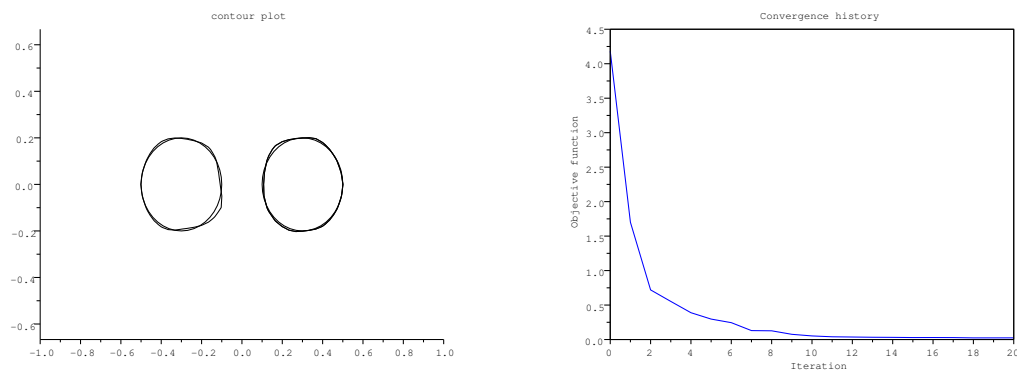 contour plot
0.6
0.4
0.2
0.0
-0.2
-0.4
-0.6
-1.0 -0.8 -0.6 -0.4 -0.2 0.0 0.2 0.4 0.6 0.8 1.0
Convergence history
Objective function
4.5
4.0
3.5
3.0
2.5
2.0
1.5
1.0
0.5
0.0
0 2 4 6 8 10 12 14 16 18 20
Iteration